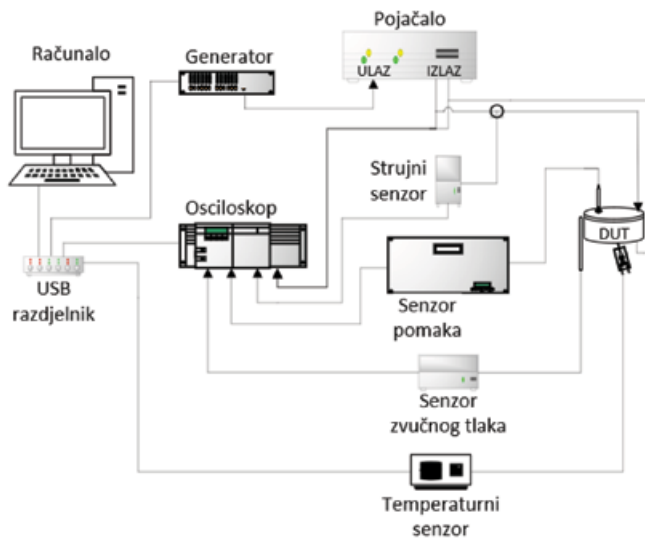 Pojačalo
Računalo
Generator
ULAZ
IZLAZ
Strujni
senzor
Osciloskop
DUT
USB
razdjelnik
Senzor
pomaka
Senzor
zvučnog tlaka
Temperaturni
senzor